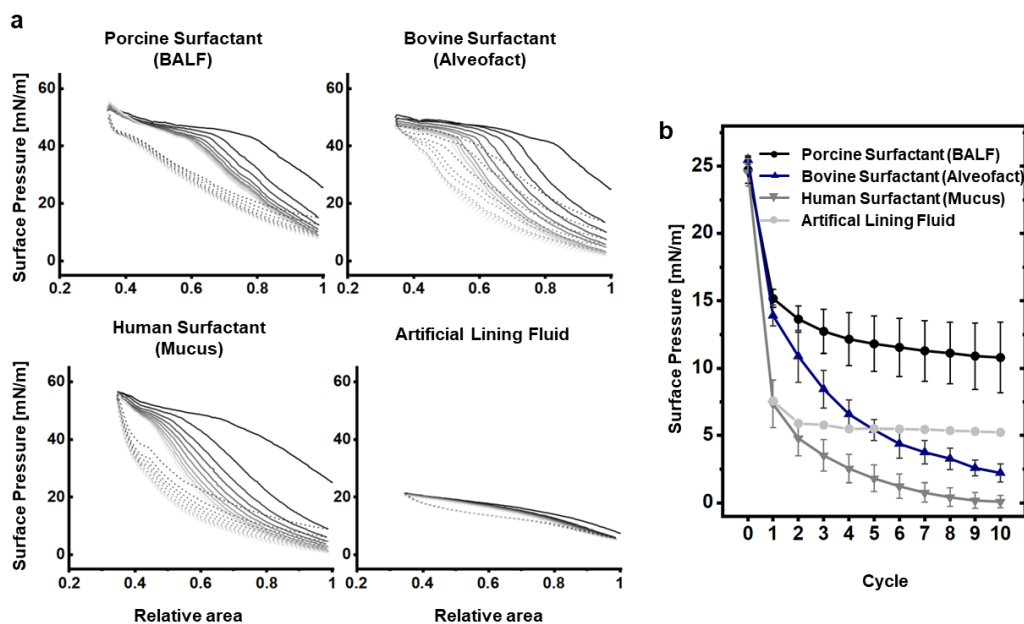 a
Porcine Surfactant
(BALF)
Bovine Surfactant
(Alveofact)
Surface Pressure [mN/m]
60
40
20
0
0.2 0.4 0.6 0.8 1
60
40
20
0
0.2 0.4 0.6 0.8 1
Human Surfactant
(Mucus)
Artificial Lining Fluid
Surface Pressure [mN/m]
60
40
20
0
0.2 0.4 0.6 0.8 1
Relative area
60
40
20
0
0.2 0.4 0.6 0.8 1
Relative area
b
Porcine Surfactant (BALF)
Bovine Surfactant (Alveofact)
Human Surfactant (Mucus)
Artifical Lining Fluid
Surface Pressure [mN/m]
25
20
15
10
5
0
0 1 2 3 4 5 6 7 8 9 10
Cycle